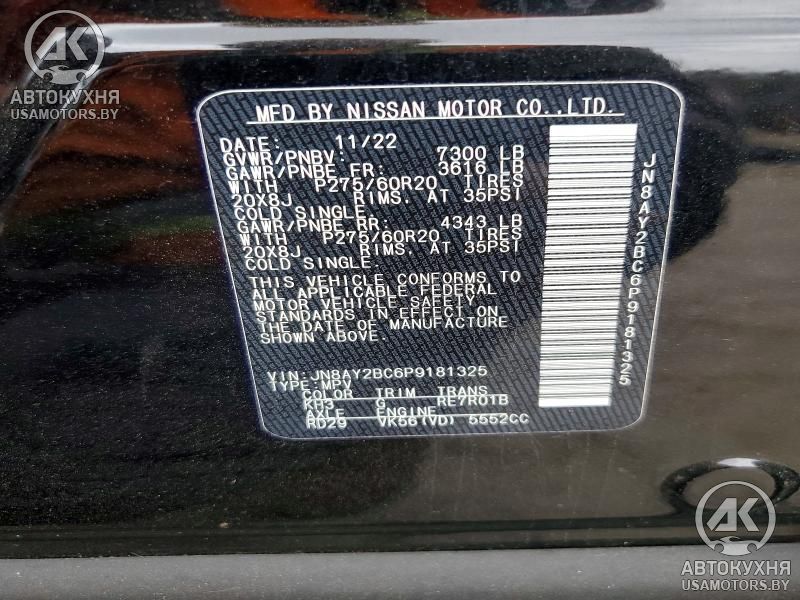 AK
АВТОКУХНЯ
USAMOTORS.BY
MFD BY NISSAN MOTOR CO.,LTD.
DATE: 11/22
GVWR/PNBV: 7300 LB
GAWR/PNBE FR: 3616 LB
WITH P275/60R20 TIRES
20X8J RIMS. AT 35PSI
COLD SINGLE
GAWR/PNBE RR: 4343 LB
WITH P275/60R20 TIRES
20X8J RIMS. AT 35PSI
COLD SINGLE
THIS VEHICLE CONFORMS TO
ALL APPLICABLE FEDERAL
MOTOR VEHICLE SAFETY
STANDARDS IN EFFECT ON
THE DATE OF MANUFACTURE
SHOWN ABOVE.
VIN:JN8AY2BC6P9181325
TYPE:MPV
COLOR TRIM TRANS
KH3 G RE7R01B
AXLE ENGINE
RD29 VK56(VD) 5552CC
JN8AY2BC6P9181325
AK
АВТОКУХНЯ
USAMOTORS.BY